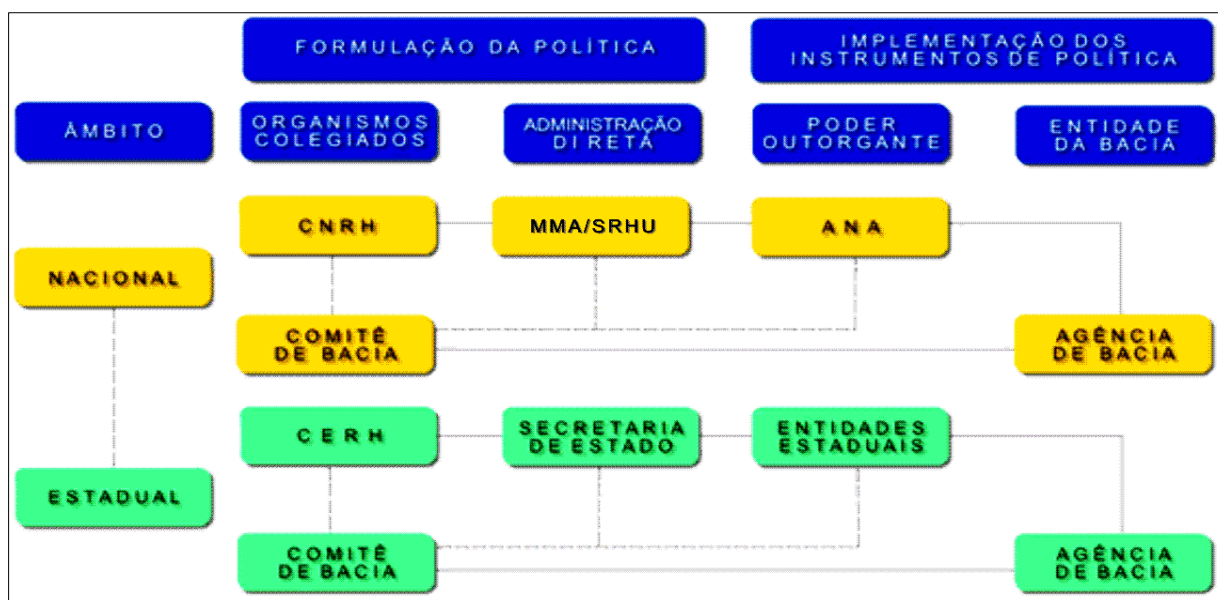 FORMULAÇÃO DA POLÍTICA
IMPLEMENTAÇÃO DOS
INSTRUMENTOS DE POLÍTICA
ÂMBITO
ORGANISMOS
COLEGIADOS
ADMINISTRAÇÃO
DIRETA
PODER
OUTORGANTE
ENTIDADE
DA BACIA
NACIONAL
CNRH
MMA/SRHU
ANA
COMITÊ
DE BACIA
AGÊNCIA
DE BACIA
ESTADUAL
CERH
SECRETARIA
DE ESTADO
ENTIDADES
ESTADUAIS
COMITÊ
DE BACIA
AGÊNCIA
DE BACIA